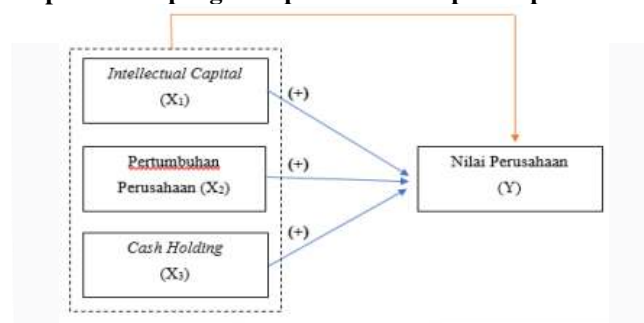 Intellectual Capital
(X₁)
(+)
Pertumbuhan
Perusahaan (X₂)
(+)
Cash Holding
(X₃)
(+)
Nilai Perusahaan
(Y)